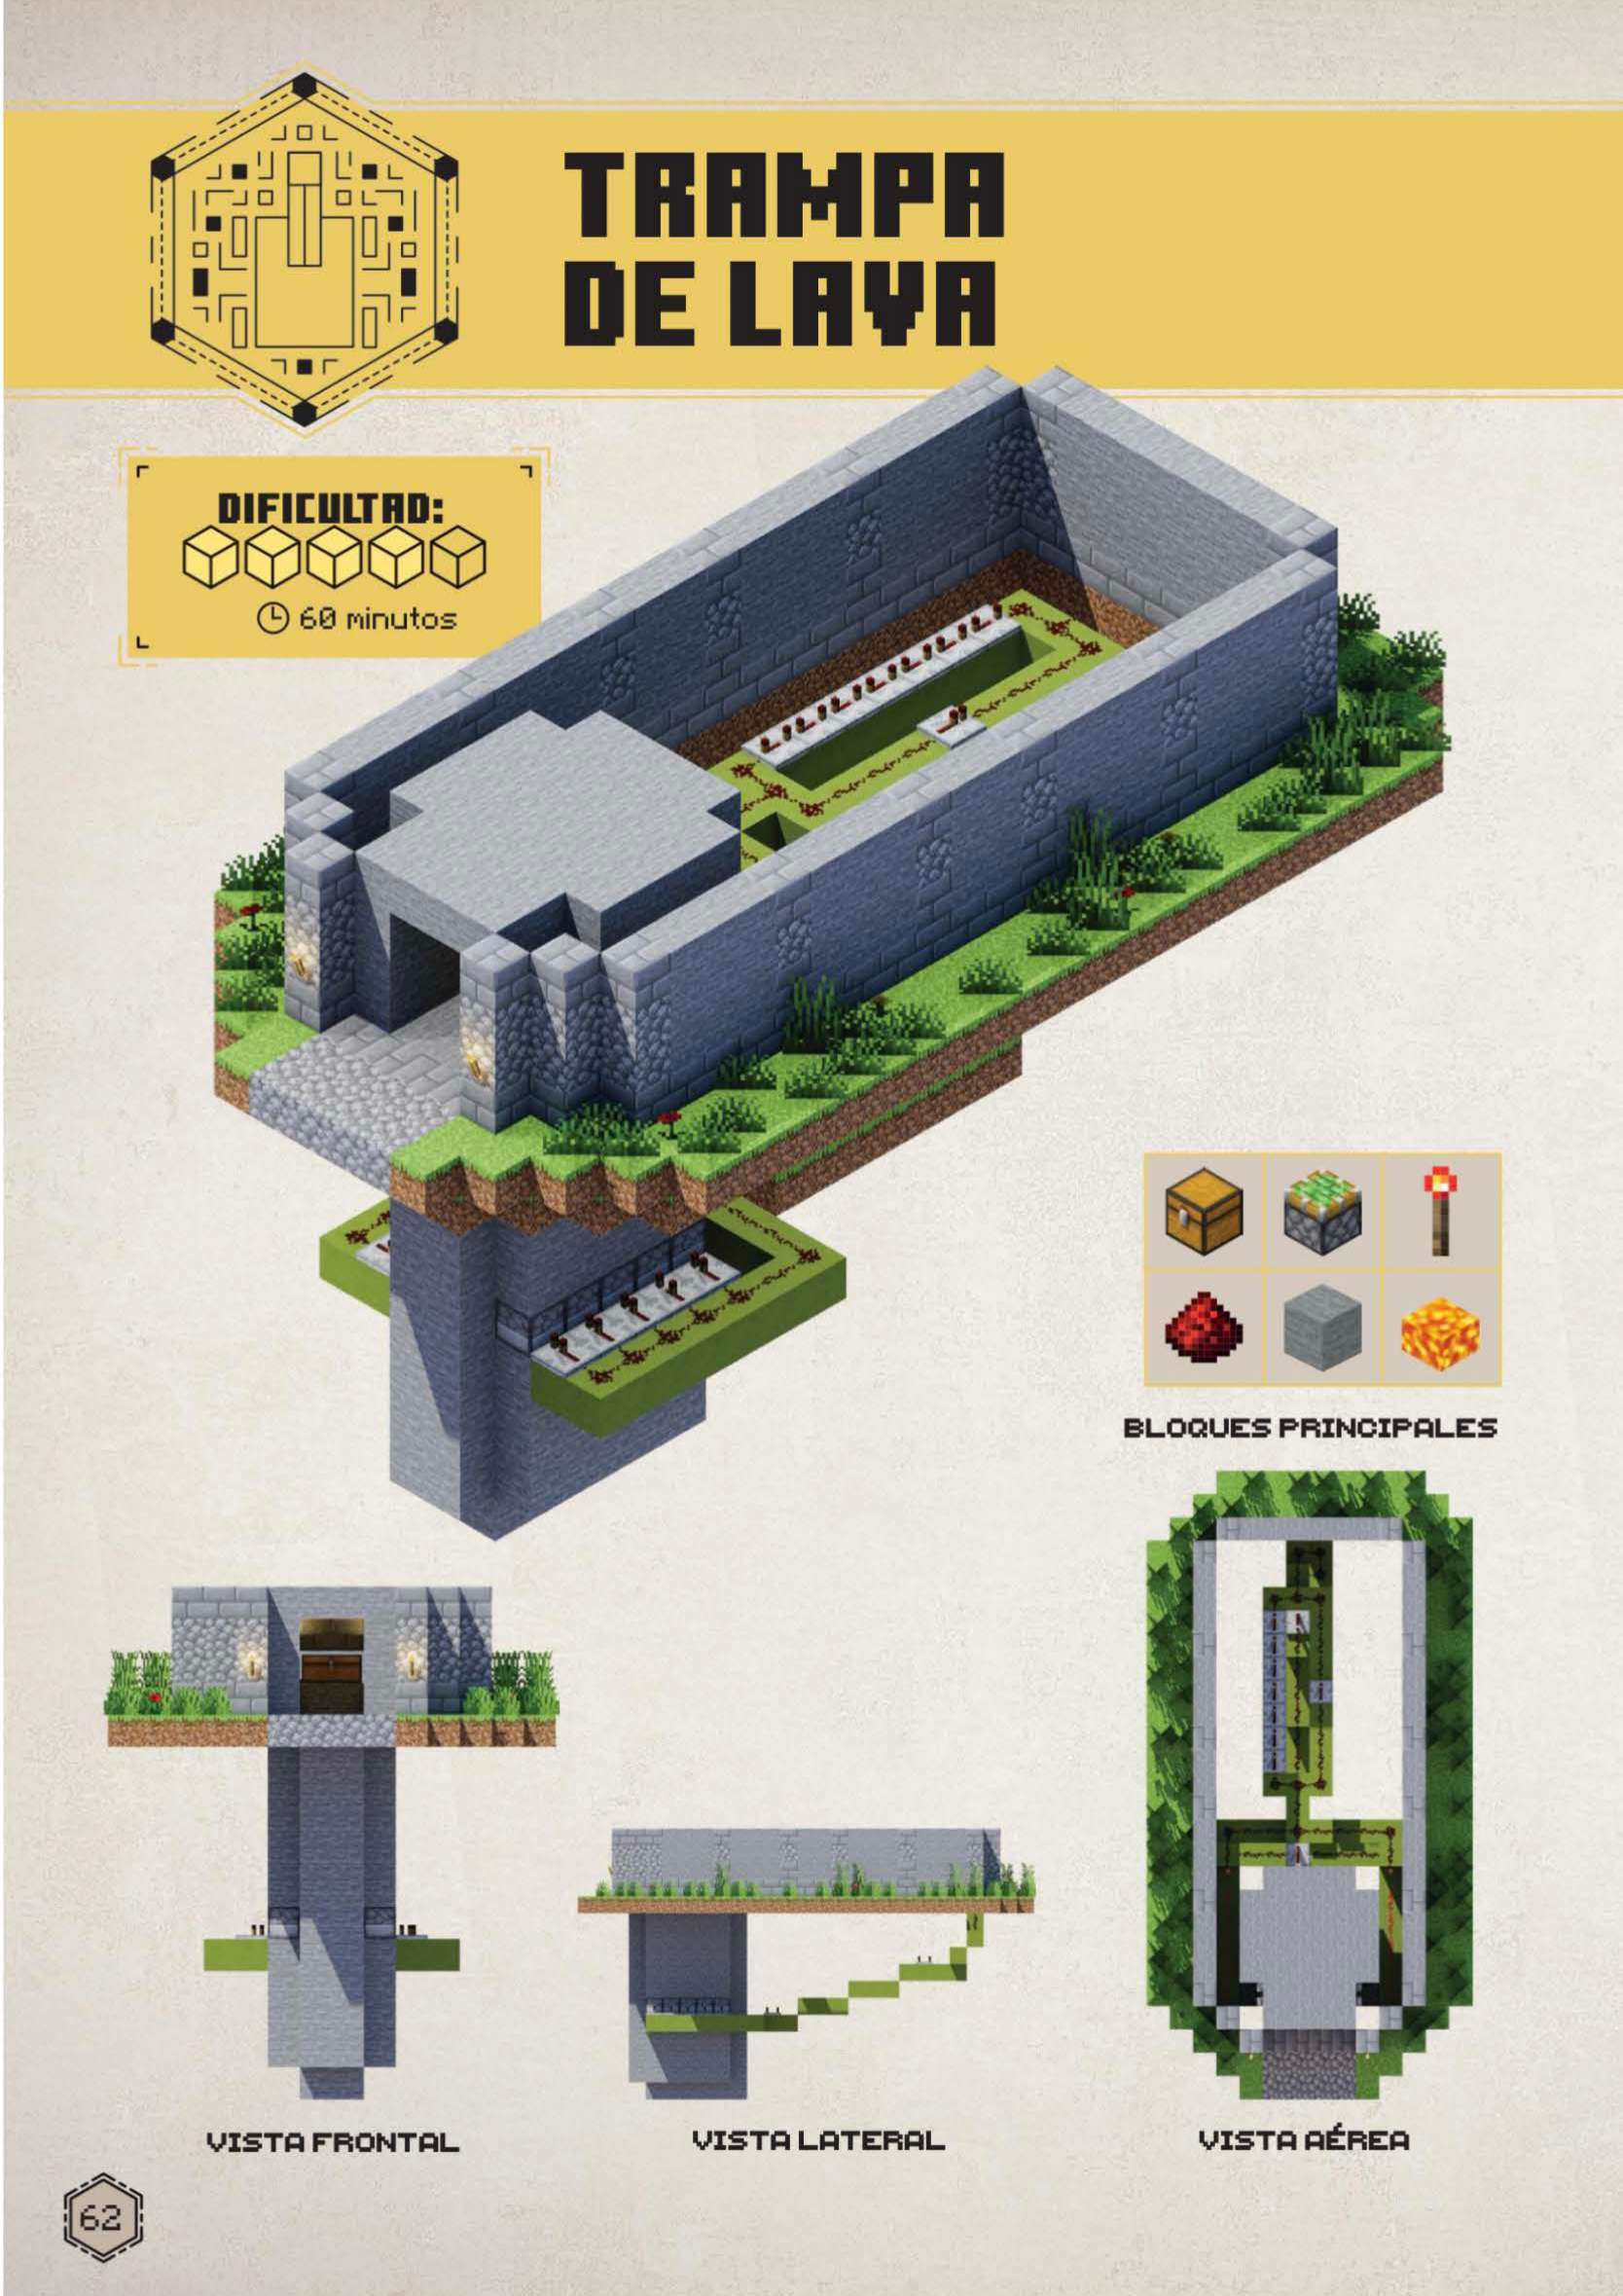 TRAMPA
DE LAVA
DIFICULTAD:
60 minutos
BLOQUES PRINCIPALES
VISTA FRONTAL
VISTA LATERAL
VISTA AÉREA
62